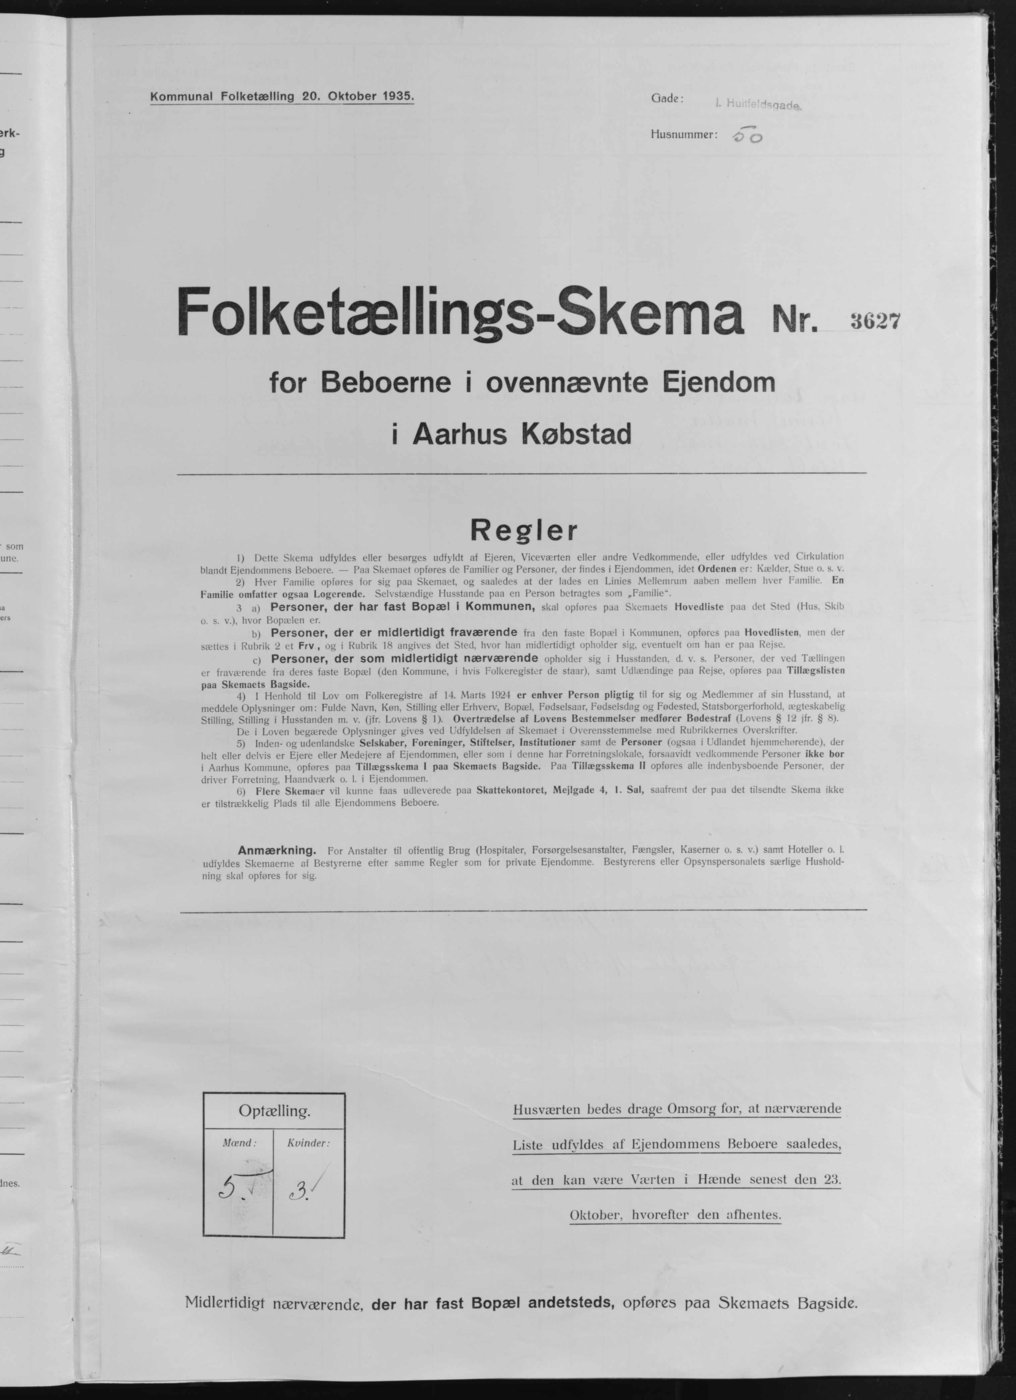 Kommunal Folketælling 20. Oktober 1935.
Gade: I. Huitfeldsgade.
Husnummer: 50
Folketællings-Skema Nr. 3627
for Beboerne i ovennævnte Ejendom
i Aarhus Købstad
Regler
1) Dette Skema udfyldes eller besørges udfyldt af Ejeren, Viceværten eller andre Vedkommende, eller udfyldes ved Cirkulation
blandt Ejendommens Beboere. — Paa Skemaet opføres de Familier og Personer, der findes i Ejendommen, idet Ordenen er: Kælder, Stue o. s. v.
2) Hver Familie opføres for sig paa Skemaet, og saaledes at der lades en Linies Mellemrum aaben mellem hver Familie. En
Familie omfatter ogsaa Logerende. Selvstændige Husstande paa en Person betragtes som „Familie".
3 a) Personer, der har fast Bopæl i Kommunen, skal opføres paa Skemaets Hovedliste paa det Sted (Hus, Skib
o. s. v.), hvor Bopælen er.
b) Personer, der er midlertidigt fraværende fra den faste Bopæl i Kommunen, opføres paa Hovedlisten, men der
sættes i Rubrik 2 et Frv., og i Rubrik 18 angives det Sted, hvor han midlertidigt opholder sig, eventuelt om han er paa Rejse.
c) Personer, der som midlertidigt nærværende opholder sig i Husstanden, d. v. s. Personer, der ved Tællingen
er fraværende fra deres faste Bopæl (den Kommune, i hvis Folkeregister de staar), samt Udlændinge paa Rejse, opføres paa Tillægslisten
paa Skemaets Bagside.
4) I Henhold til Lov om Folkeregistre af 14. Marts 1924 er enhver Person pligtig til for sig og Medlemmer af sin Husstand, at
meddele Oplysninger om: Fulde Navn, Køn, Stilling eller Erhverv, Bopæl, Fødselsaar, Fødselsdag og Fødested, Statsborgerforhold, ægteskabelig
Stilling, Stilling i Husstanden m. v. (jfr. Lovens § 1). Overtrædelse af Lovens Bestemmelser medfører Bødestraf (Lovens § 12 jfr. § 8).
De i Loven begærede Oplysninger gives ved Udfyldelsen af Skemaet i Overensstemmelse med Rubrikkernes Overskrifter.
5) Inden- og udenlandske Selskaber, Foreninger, Stiftelser, Institutioner samt de Personer (ogsaa i Udlandet hjemmehørende), der
helt eller delvis er Ejere eller Medejere af Ejendommen, eller som i denne har Forretningslokale, forsaavidt vedkommende Personer ikke bor
i Aarhus Kommune, opføres paa Tillægsskema I paa Skemaets Bagside. Paa Tillægsskema II opføres alle indenbysboende Personer, der
driver Forretning, Haandværk o. l. i Ejendommen.
6) Flere Skemaer vil kunne faas udleverede paa Skattekontoret, Mejlgade 4, 1. Sal, saafremt der paa det tilsendte Skema ikke
er tilstrækkelig Plads til alle Ejendommens Beboere.
Anmærkning. For Anstalter til offentlig Brug (Hospitaler, Forsørgelsesanstalter, Fængsler, Kaserner o. s. v.) samt Hoteller o. l.
udfyldes Skemaerne af Bestyrerne efter samme Regler som for private Ejendomme. Bestyrerens eller Opsynspersonalets særlige Hushold-
ning skal opføres for sig.
Optælling.
Mænd: Kvinder:
5. 3.
Husværten bedes drage Omsorg for, at nærværende
Liste udfyldes af Ejendommens Beboere saaledes,
at den kan være Værten i Hænde senest den 23.
Oktober, hvorefter den afhentes.
Midlertidigt nærværende, der har fast Bopæl andetsteds, opføres paa Skemaets Bagside.